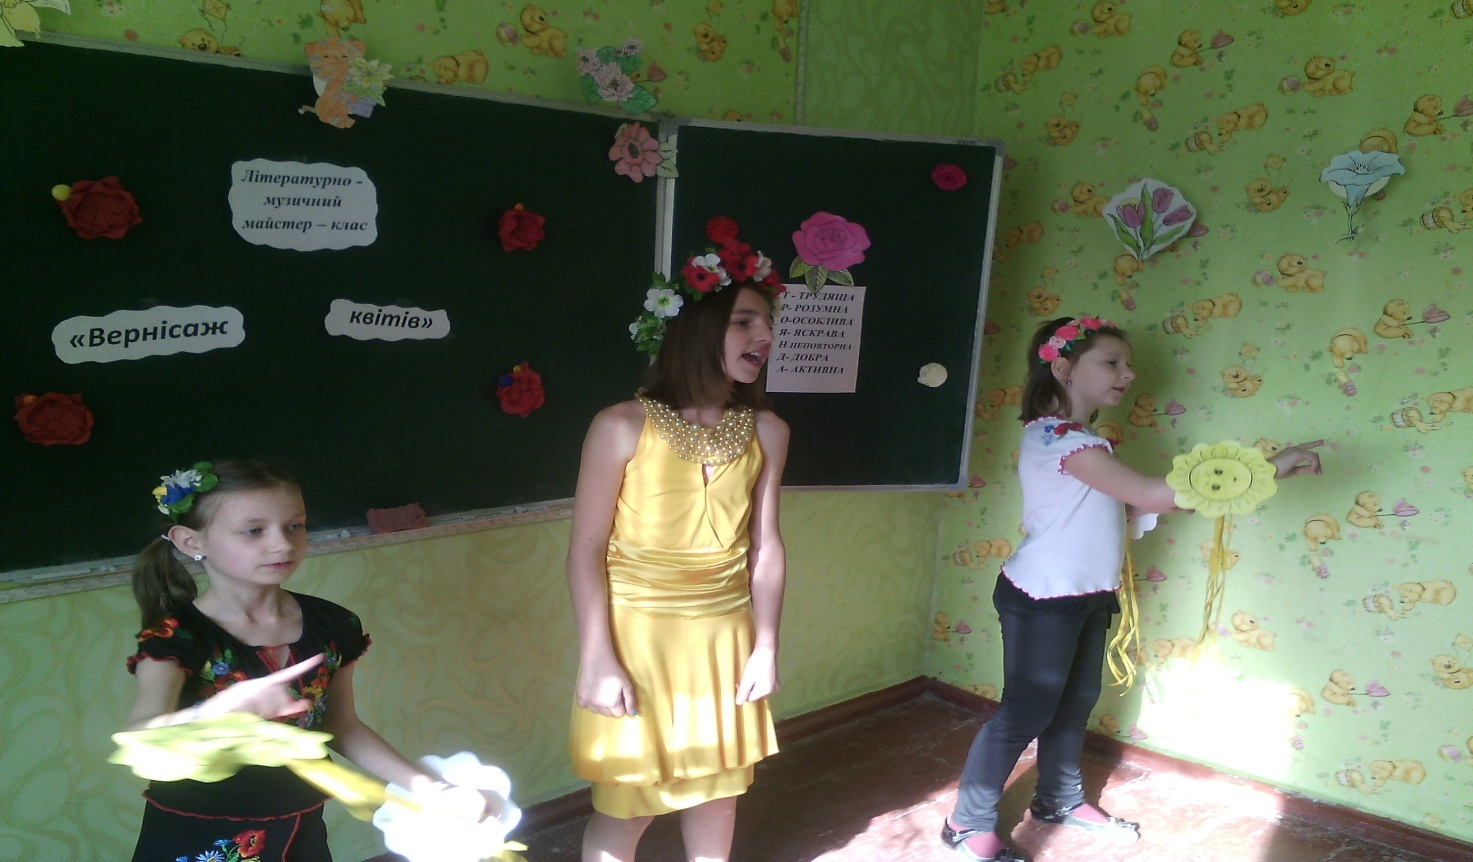 Літературно -
музичний
майстер – клас
«Вернісаж
квітів»
Т - ТРУДЯЩА
Р- РОЗУМНА
О-ОСОБЛИВА
Я- ЯСКРАВА
Н-НЕПОВТОРНА
Д- ДОБРА
А- АКТИВНА